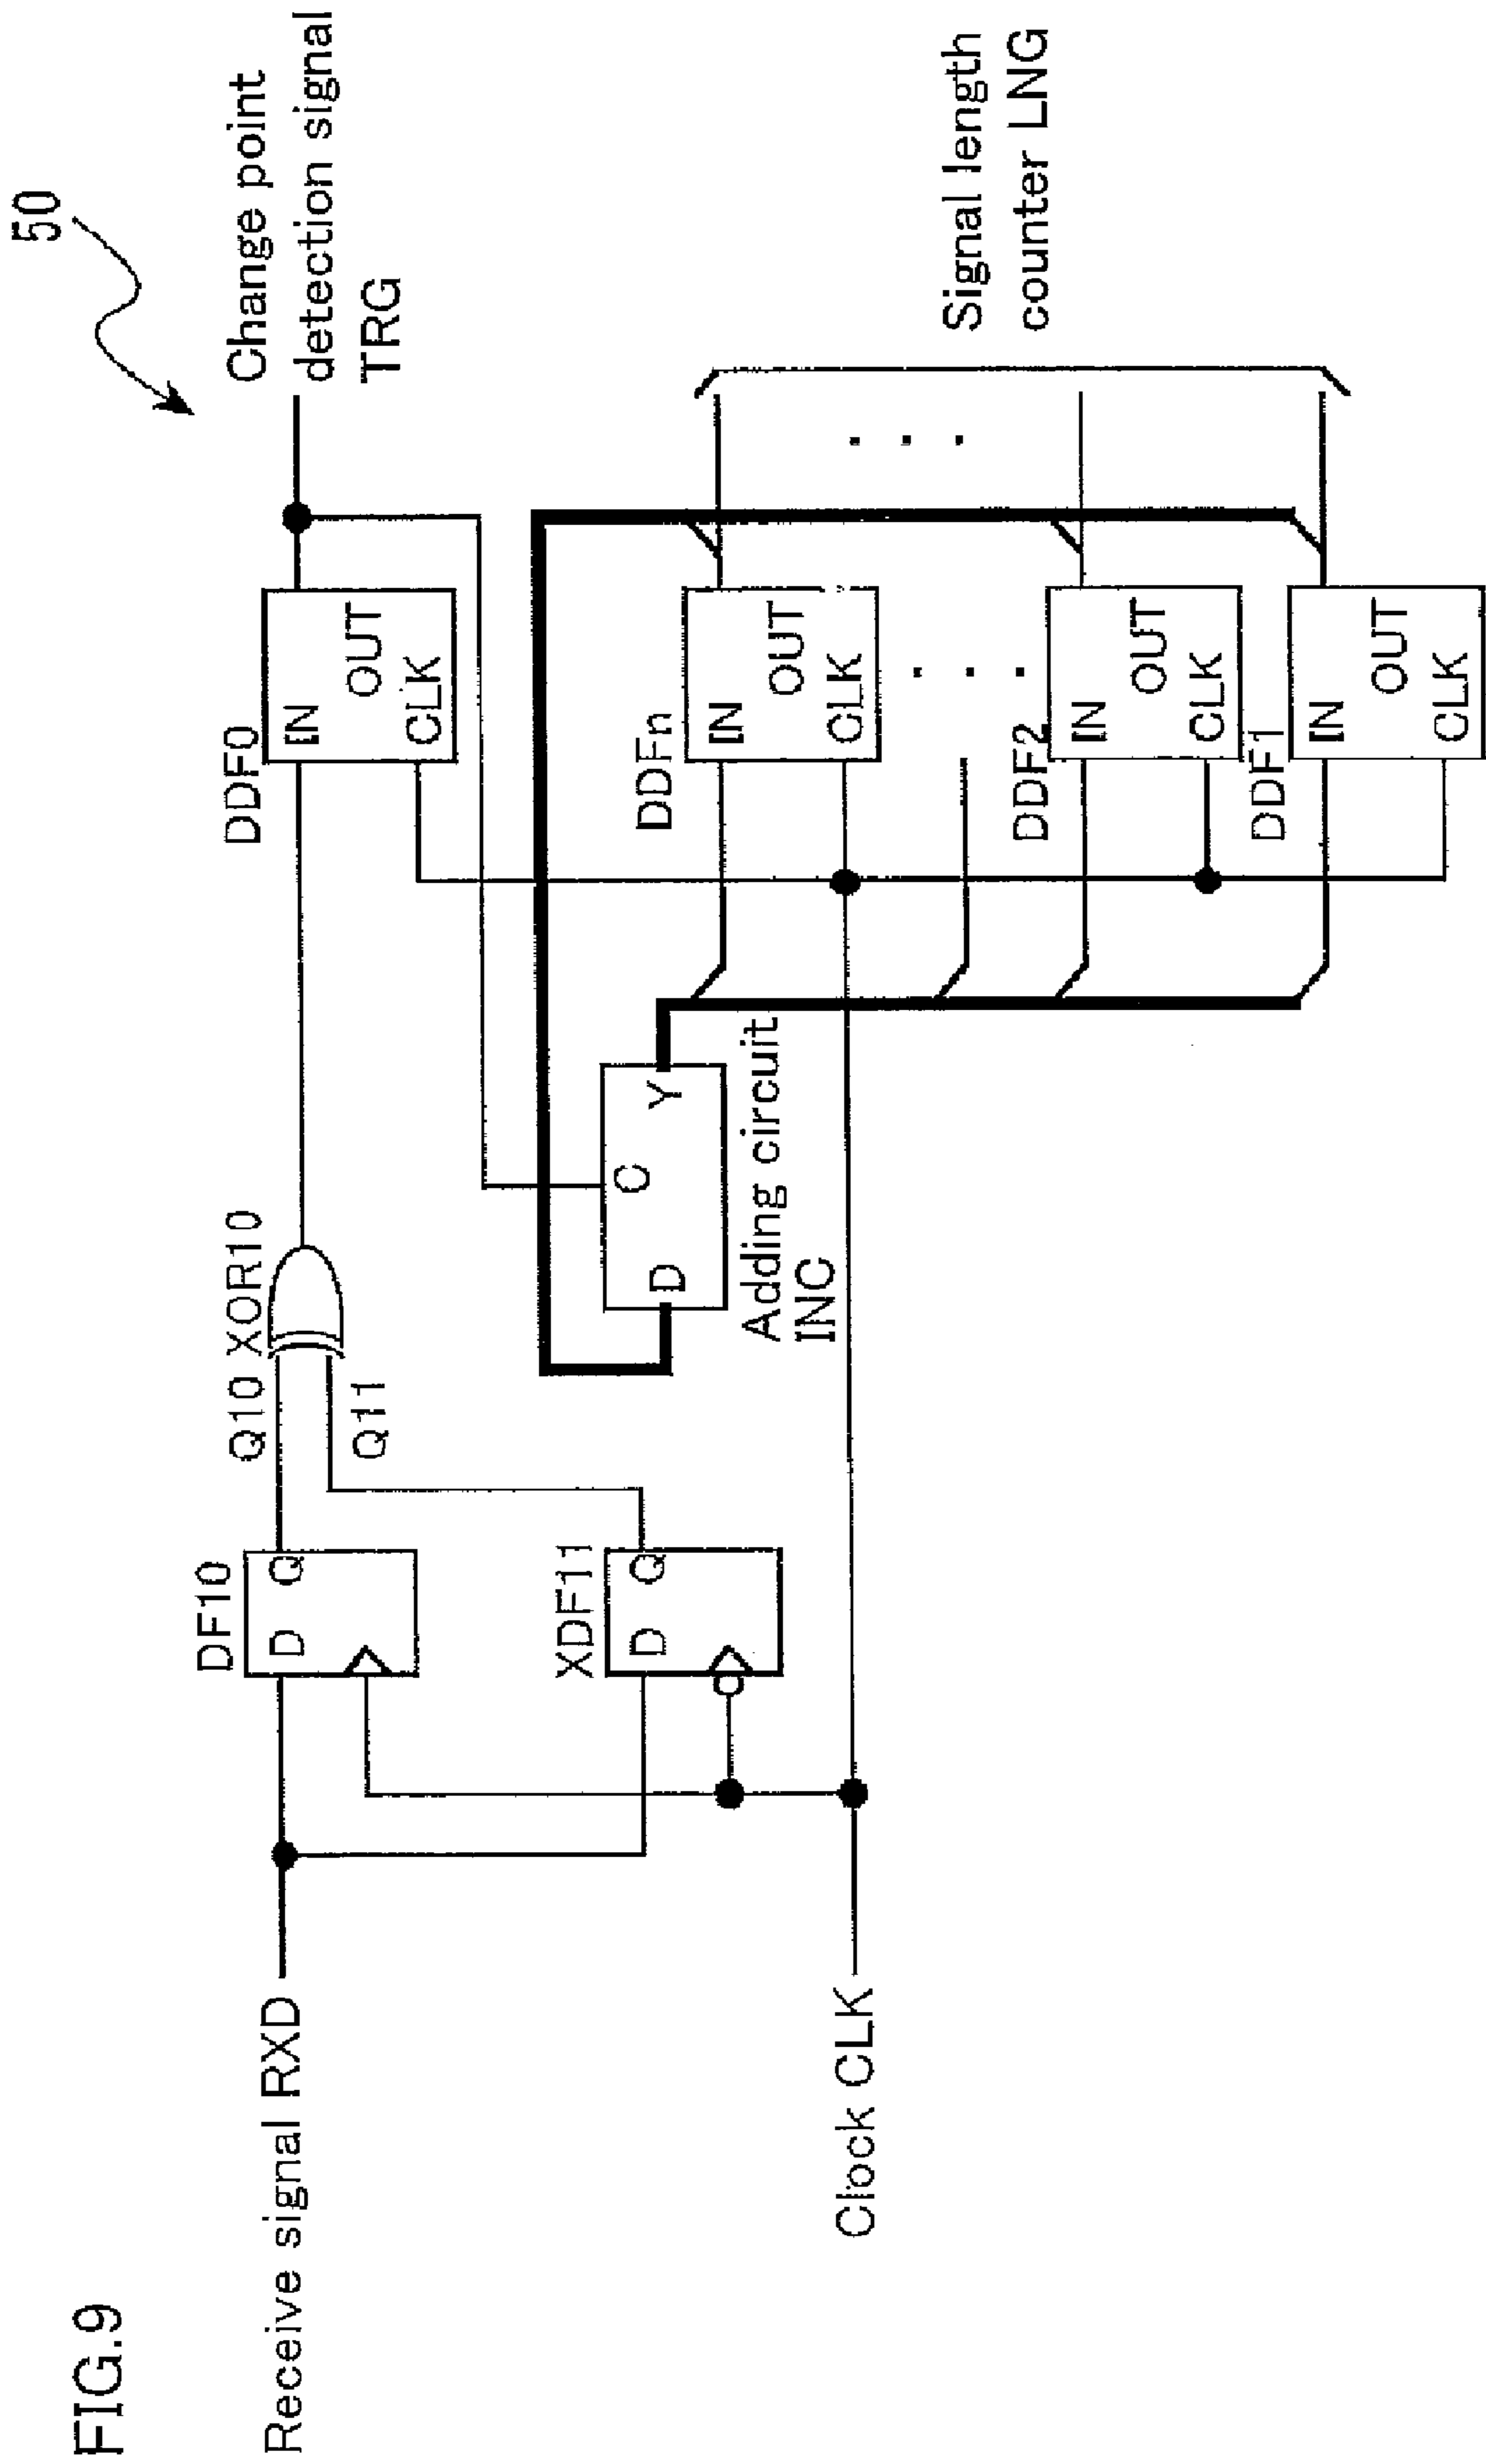 FIG.9
50
Change point
detection signal
TRG
Receive signal RXD
DF10
D
Q
Q10
XOR10
Q11
DDF0
IN
OUT
CLK
XDF11
D
Q
D
C
Y
Adding circuit
INC
DDFn
IN
OUT
CLK
. . .
. . .
Signal length
counter LNG
DDF2
IN
OUT
CLK
DDF1
IN
OUT
CLK
Clock CLK